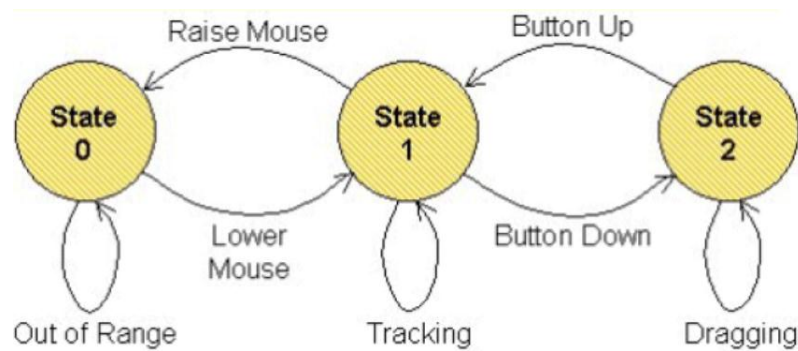 Raise Mouse
Button Up
State
0
State
1
State
2
Lower
Mouse
Button Down
Out of Range
Tracking
Dragging